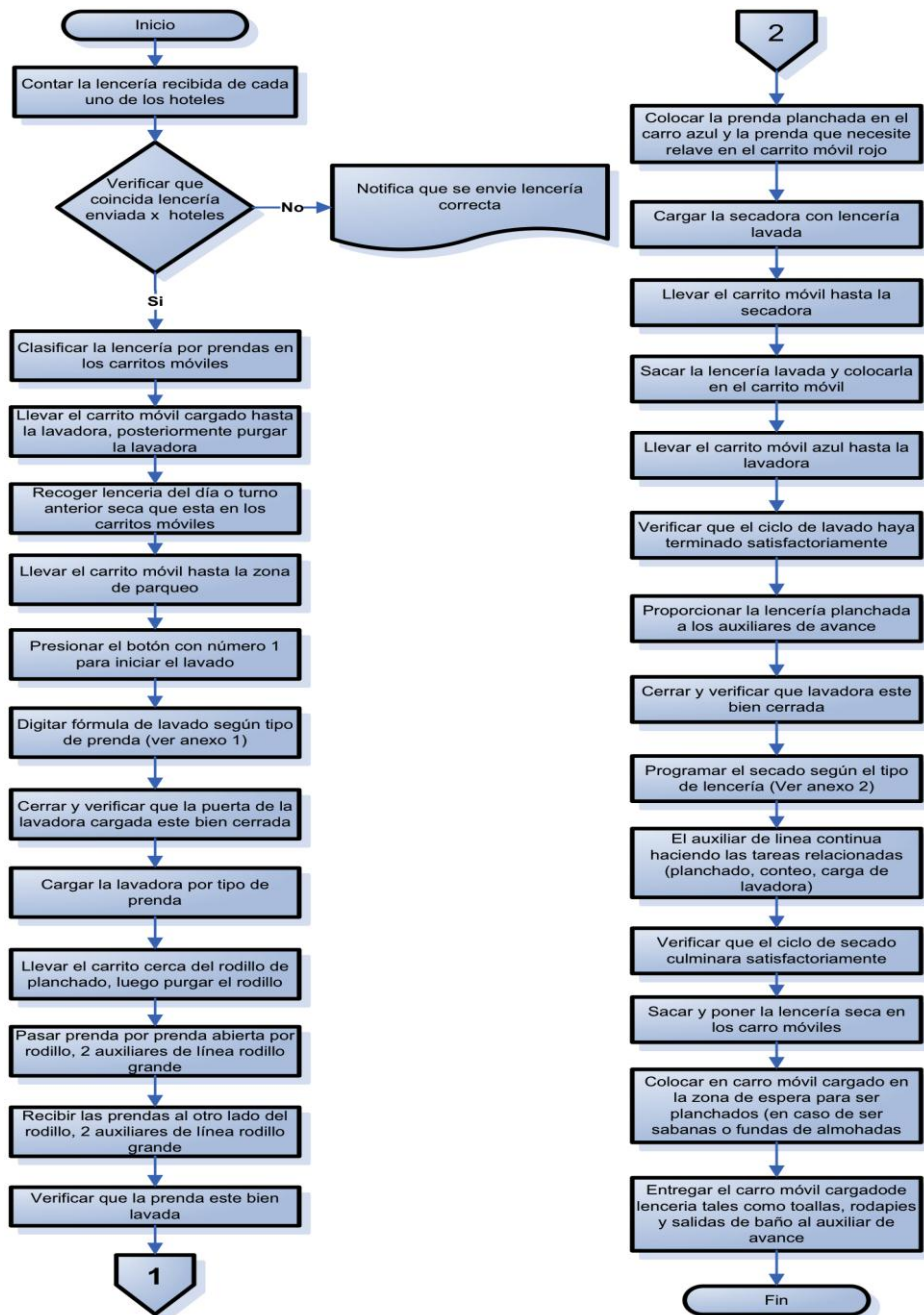 Inicio
Contar la lencería recibida de cada
uno de los hoteles
Verificar que
coincida lencería
enviada x hoteles
No
Notifica que se envie lencería
correcta
Si
Clasificar la lencería por prendas en
los carritos móviles
Llevar el carrito móvil cargado hasta
la lavadora, posteriormente purgar
la lavadora
Recoger lenceria del día o turno
anterior seca que esta en los
carritos móviles
Llevar el carrito móvil hasta la zona
de parqueo
Presionar el botón con número 1
para iniciar el lavado
Digitar fórmula de lavado según tipo
de prenda (ver anexo 1)
Cerrar y verificar que la puerta de la
lavadora cargada este bien cerrada
Cargar la lavadora por tipo de
prenda
Llevar el carrito cerca del rodillo de
planchado, luego purgar el rodillo
Pasar prenda por prenda abierta por
rodillo, 2 auxiliares de línea rodillo
grande
Recibir las prendas al otro lado del
rodillo, 2 auxiliares de línea rodillo
grande
Verificar que la prenda este bien
lavada
1
2
Colocar la prenda planchada en el
carro azul y la prenda que necesite
relave en el carrito móvil rojo
Cargar la secadora con lencería
lavada
Llevar el carrito móvil hasta la
secadora
Sacar la lencería lavada y colocarla
en el carrito móvil
Llevar el carrito móvil azul hasta la
lavadora
Verificar que el ciclo de lavado haya
terminado satisfactoriamente
Proporcionar la lencería planchada
a los auxiliares de avance
Cerrar y verificar que lavadora este
bien cerrada
Programar el secado según el tipo
de lencería (Ver anexo 2)
El auxiliar de linea continua
haciendo las tareas relacionadas
(planchado, conteo, carga de
lavadora)
Verificar que el ciclo de secado
culminara satisfactoriamente
Sacar y poner la lencería seca en
los carro móviles
Colocar en carro móvil cargado en
la zona de espera para ser
planchados (en caso de ser
sabanas o fundas de almohadas
Entregar el carro móvil cargadode
lenceria tales como toallas, rodapies
y salidas de baño al auxiliar de
avance
Fin